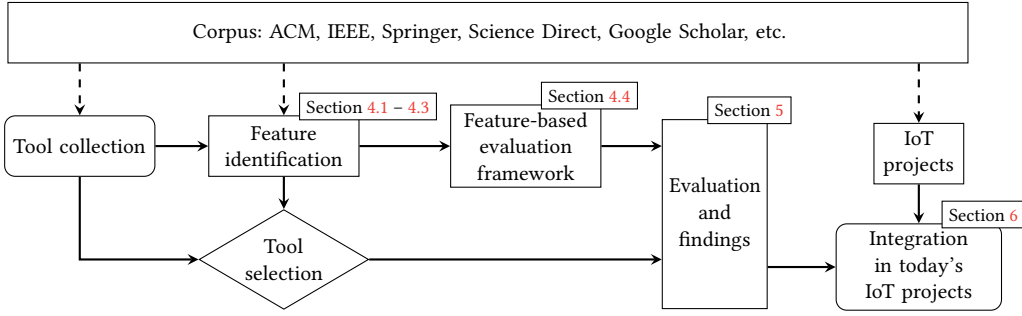 Corpus: ACM, IEEE, Springer, Science Direct, Google Scholar, etc.
Tool collection
Section 4.1 – 4.3
Feature
identification
Section 4.4
Feature-based
evaluation
framework
Section 5
Evaluation
and
findings
IoT
projects
Tool
selection
Section 6
Integration
in today's
IoT projects